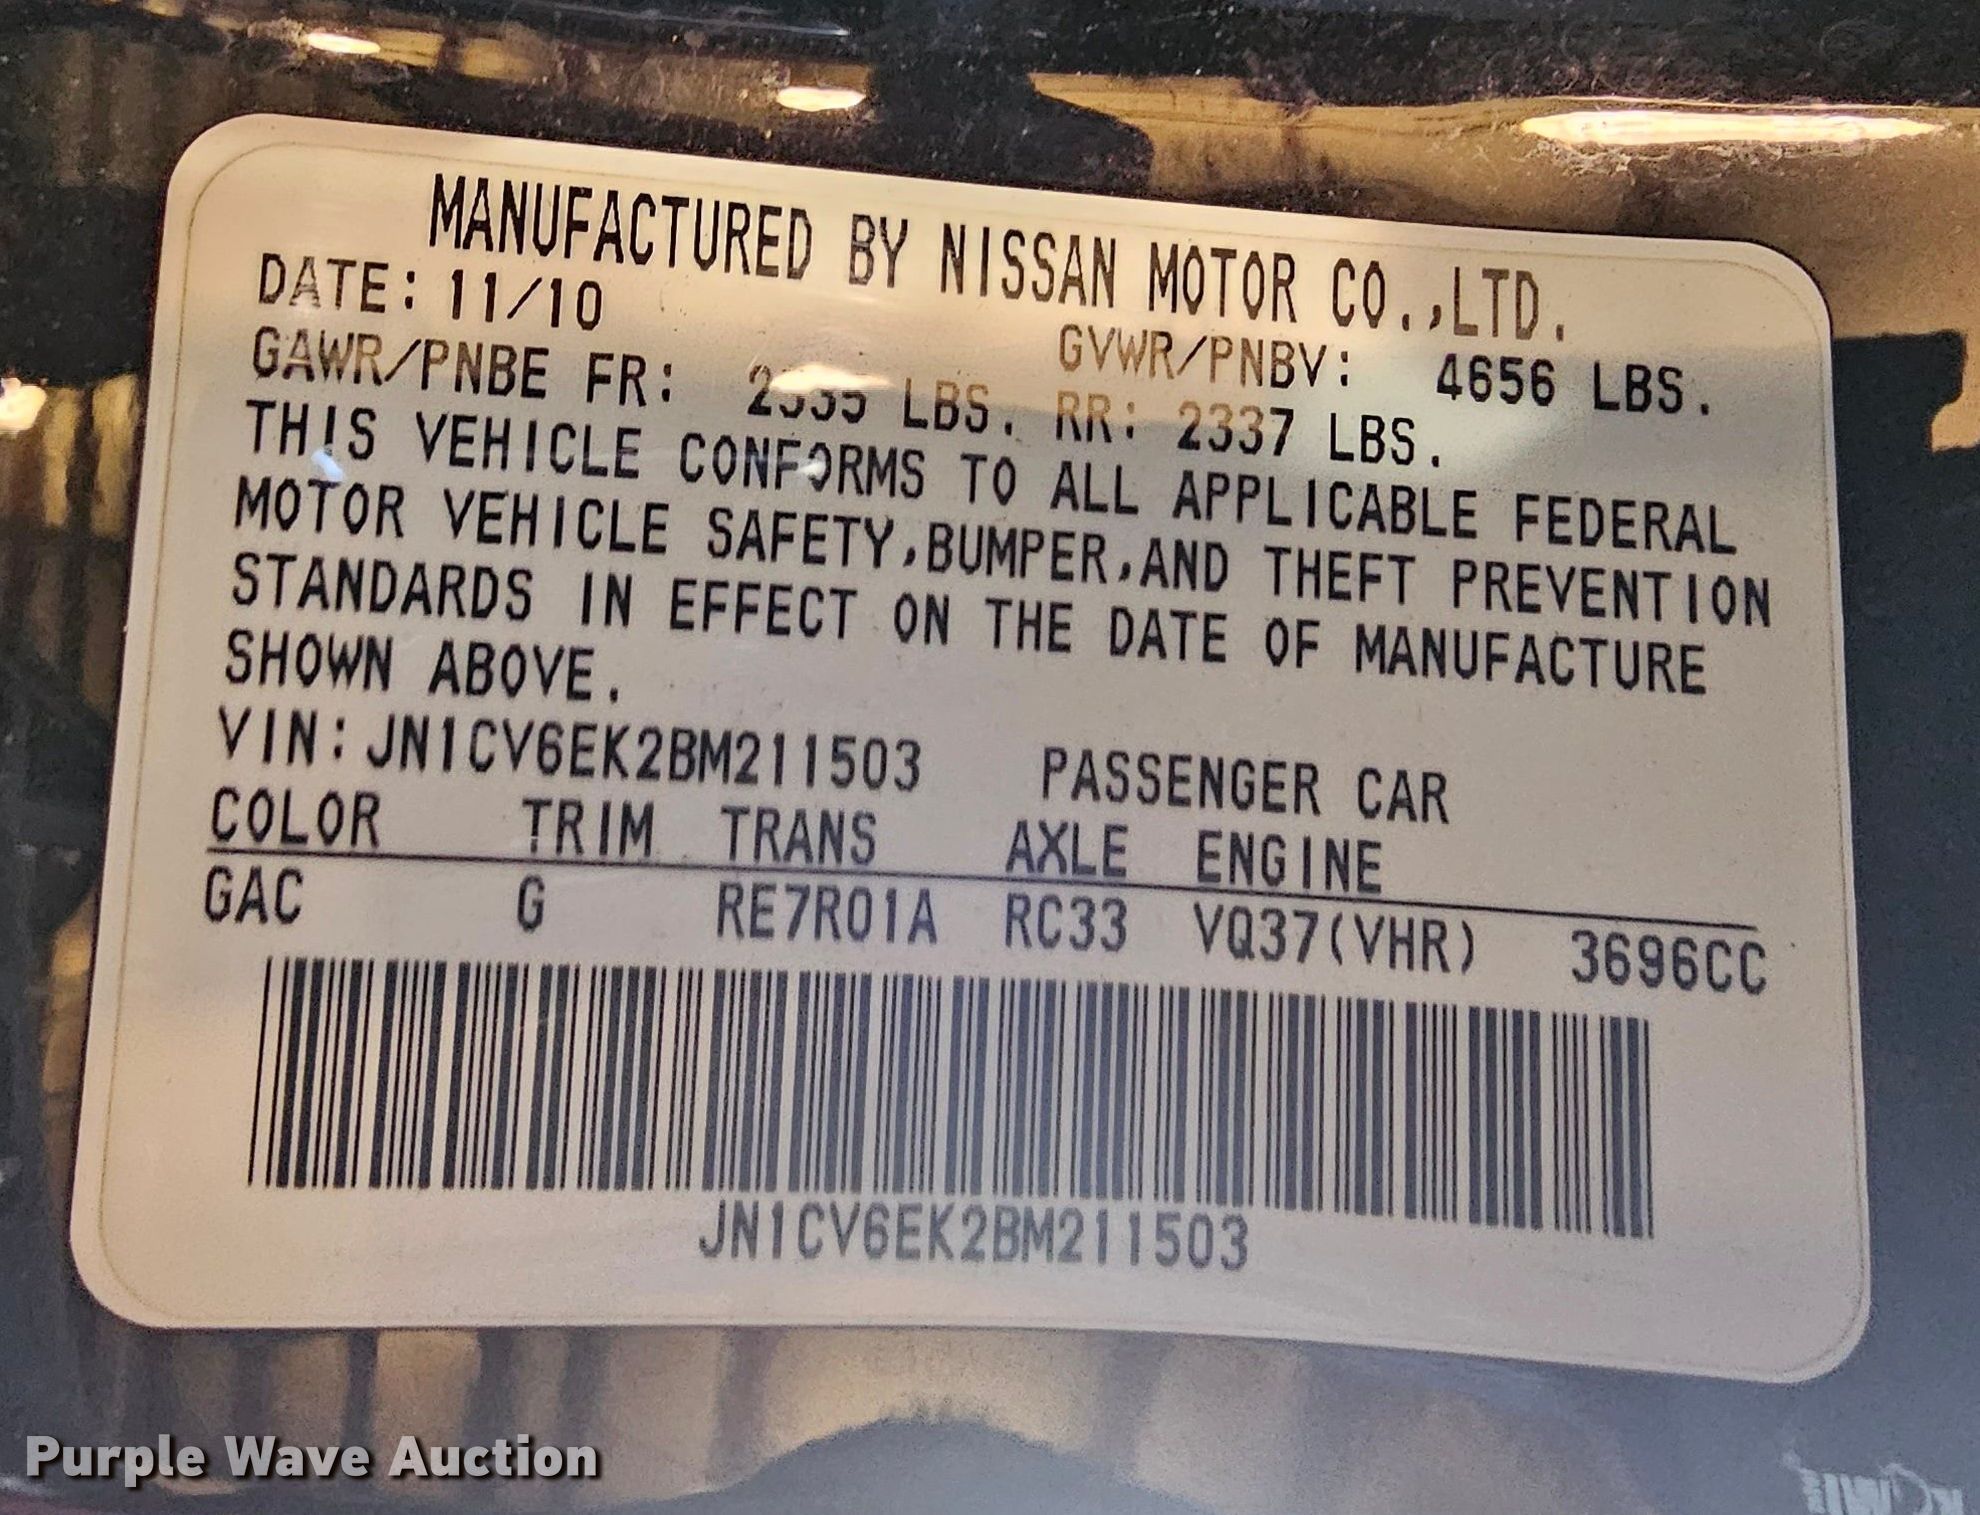 MANUFACTURED BY NISSAN MOTOR CO.,LTD.
DATE: 11/10
GVWR/PNBV: 4656 LBS.
GAWR/PNBE FR: 2335 LBS. RR: 2337 LBS.
THIS VEHICLE CONFORMS TO ALL APPLICABLE FEDERAL
MOTOR VEHICLE SAFETY,BUMPER,AND THEFT PREVENTION
STANDARDS IN EFFECT ON THE DATE OF MANUFACTURE
SHOWN ABOVE.
VIN:JN1CV6EK2BM211503 PASSENGER CAR
COLOR TRIM TRANS AXLE ENGINE
GAC G RE7R01A RC33 VQ37(VHR) 3696CC
JN1CV6EK2BM211503
Purple Wave Auction